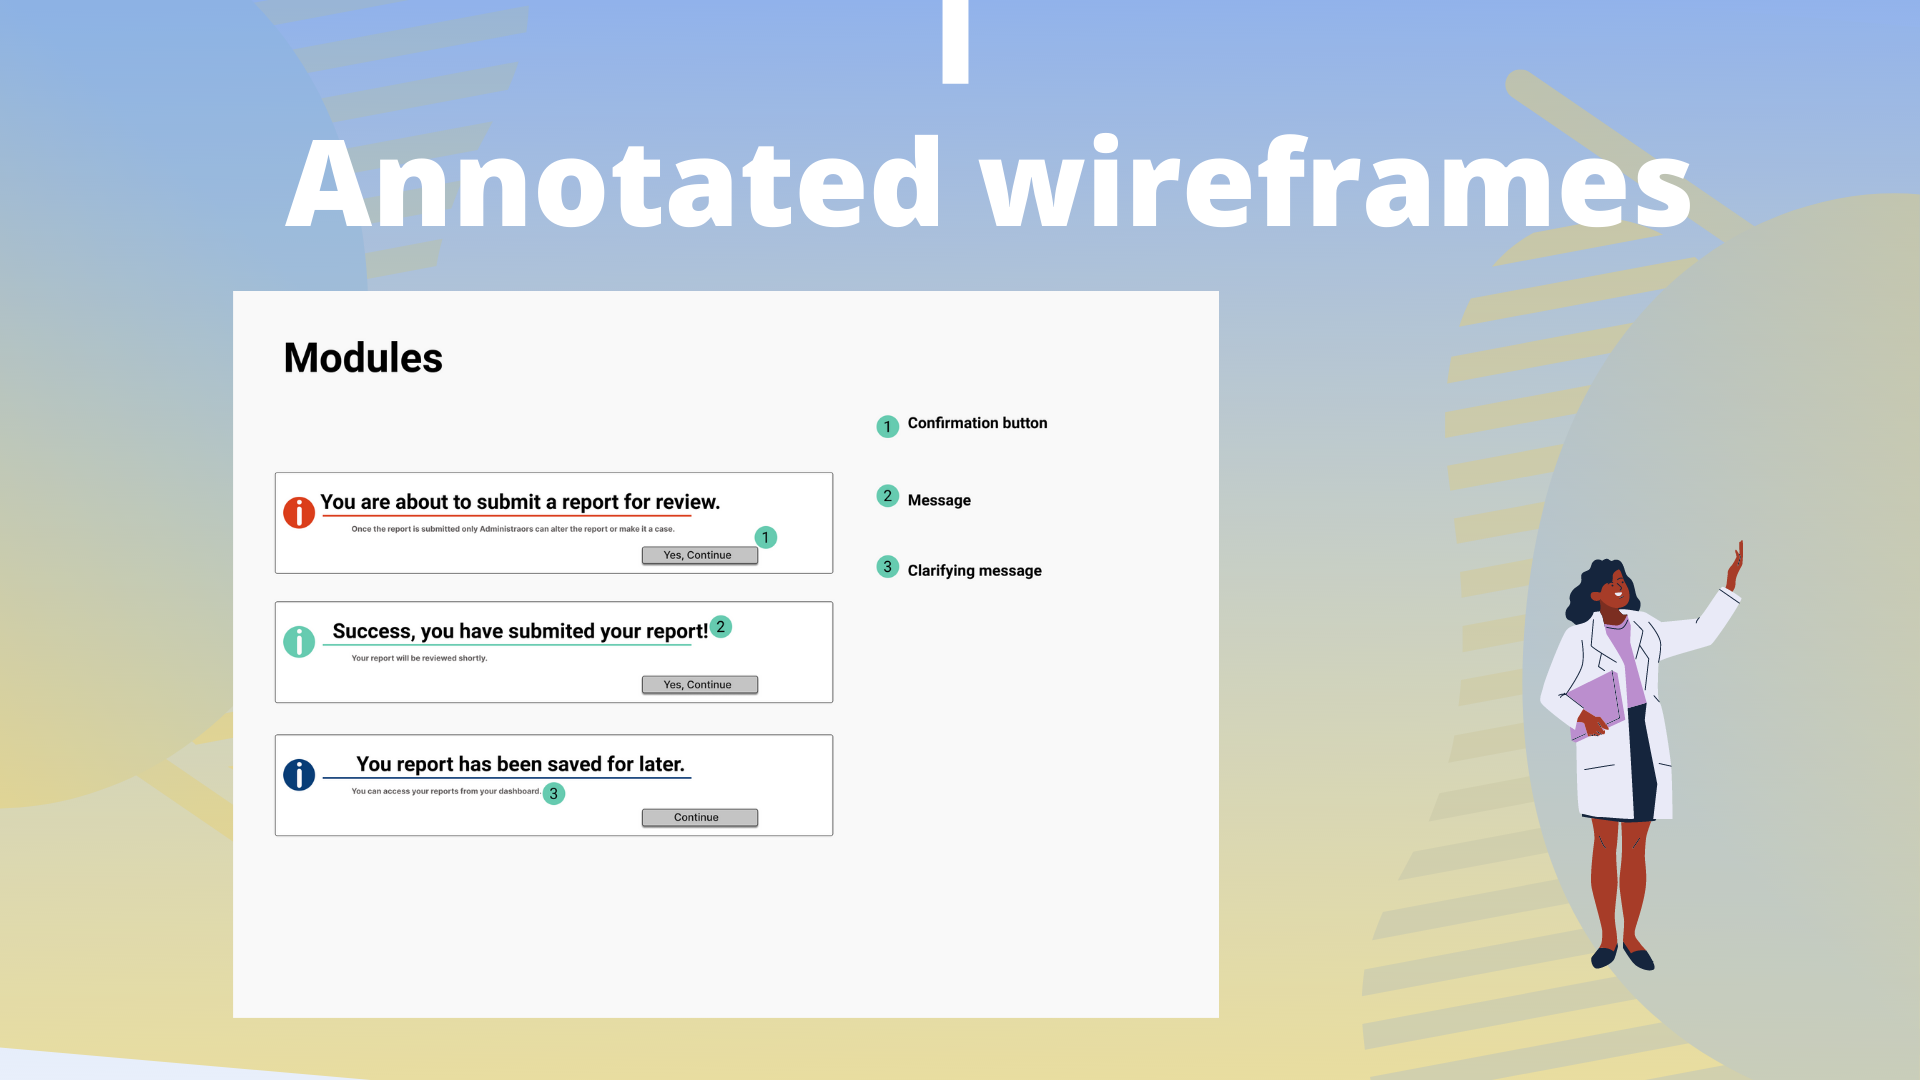 Annotated wireframes
Modules
1 Confirmation button
2 Message
3 Clarifying message
You are about to submit a report for review.
Once the report is submitted only Administraors can alter the report or make it a case.
1
Yes, Continue
Success, you have submited your report! 2
Your report will be reviewed shortly.
Yes, Continue
You report has been saved for later.
You can access your reports from your dashboard. 3
Continue